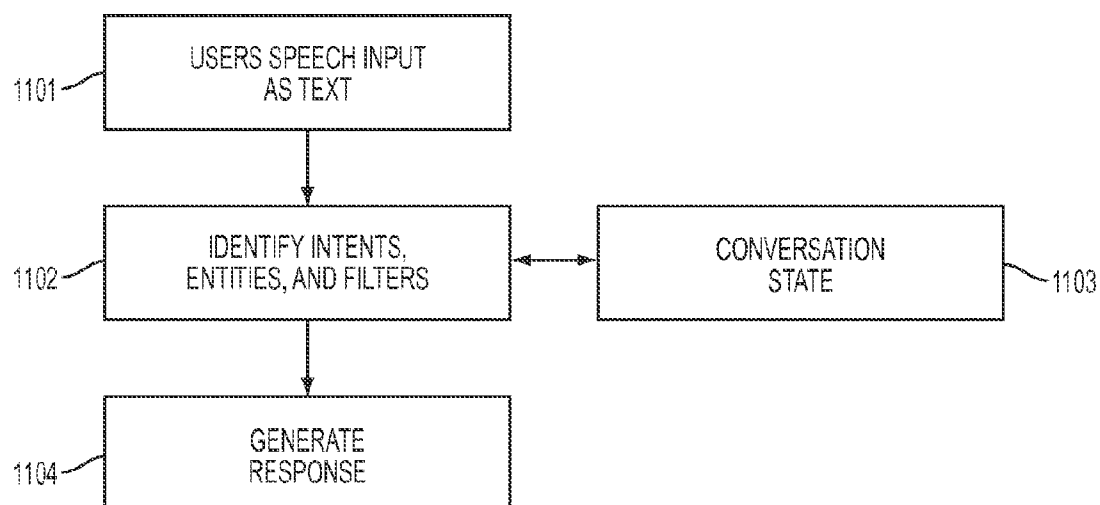 USERS SPEECH INPUT
AS TEXT
1101
IDENTIFY INTENTS,
ENTITIES, AND FILTERS
1102
CONVERSATION
STATE
1103
GENERATE
RESPONSE
1104